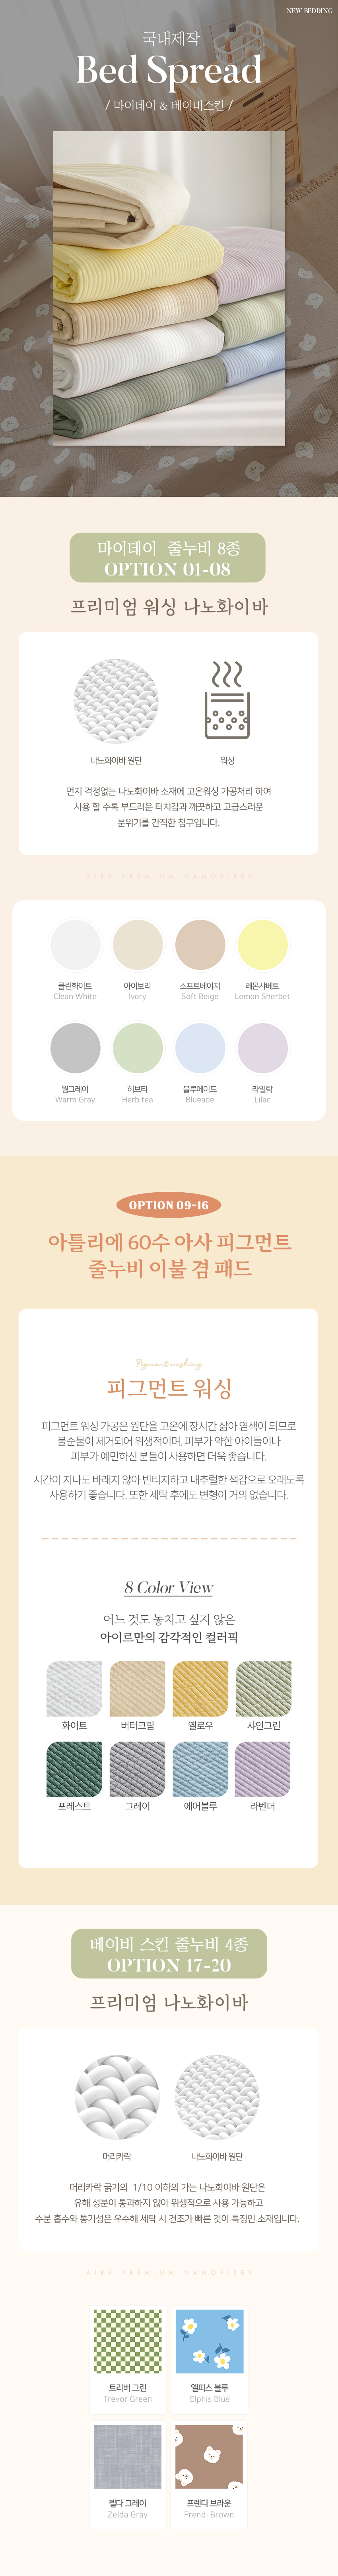 NEW BEDDING
국내제작
Bed Spread
/ 마이데이 & 베이비스킨 /
마이데이 줄누비 8종
OPTION 01-08
프리미엄 워싱 나노화이바
나노화이바 원단
워싱
먼지 걱정없는 나노화이바 소재에 고온워싱 가공처리 하여
사용 할 수록 부드러운 터치감과 깨끗하고 고급스러운
분위기를 간직한 침구입니다.
AIRE PREMIUM NANOFIBER
클린화이트
Clean White
아이보리
Ivory
소프트베이지
Soft Beige
레몬샤베트
Lemon Sherbet
웜그레이
Warm Gray
허브티
Herb tea
블루에이드
Blueade
라일락
Lilac
OPTION 09-16
아틀리에 60수 아사 피그먼트
줄누비 이불 겸 패드
Pigment washing
피그먼트 워싱
피그먼트 워싱 가공은 원단을 고온에 장시간 삶아 염색이 되므로
불순물이 제거되어 위생적이며, 피부가 약한 아이들이나
피부가 예민하신 분들이 사용하면 더욱 좋습니다.
시간이 지나도 바래지 않아 빈티지하고 내추럴한 색감으로 오래도록
사용하기 좋습니다. 또한 세탁 후에도 변형이 거의 없습니다.
8 Color View
어느 것도 놓치고 싶지 않은
아이르만의 감각적인 컬러픽
화이트
버터크림
옐로우
샤인그린
포레스트
그레이
에어블루
라벤더
베이비 스킨 줄누비 4종
OPTION 17-20
프리미엄 나노화이바
머리카락
나노화이바 원단
머리카락 굵기의 1/10 이하의 가는 나노화이바 원단은
유해 성분이 통과하지 않아 위생적으로 사용 가능하고
수분 흡수와 통기성은 우수해 세탁 시 건조가 빠른 것이 특징인 소재입니다.
AIRE PREMIUM NANOFIBER
트리버 그린
Trevor Green
엘피스 블루
Elphis Blue
젤다 그레이
Zelda Gray
프렌디 브라운
Frendi Brown